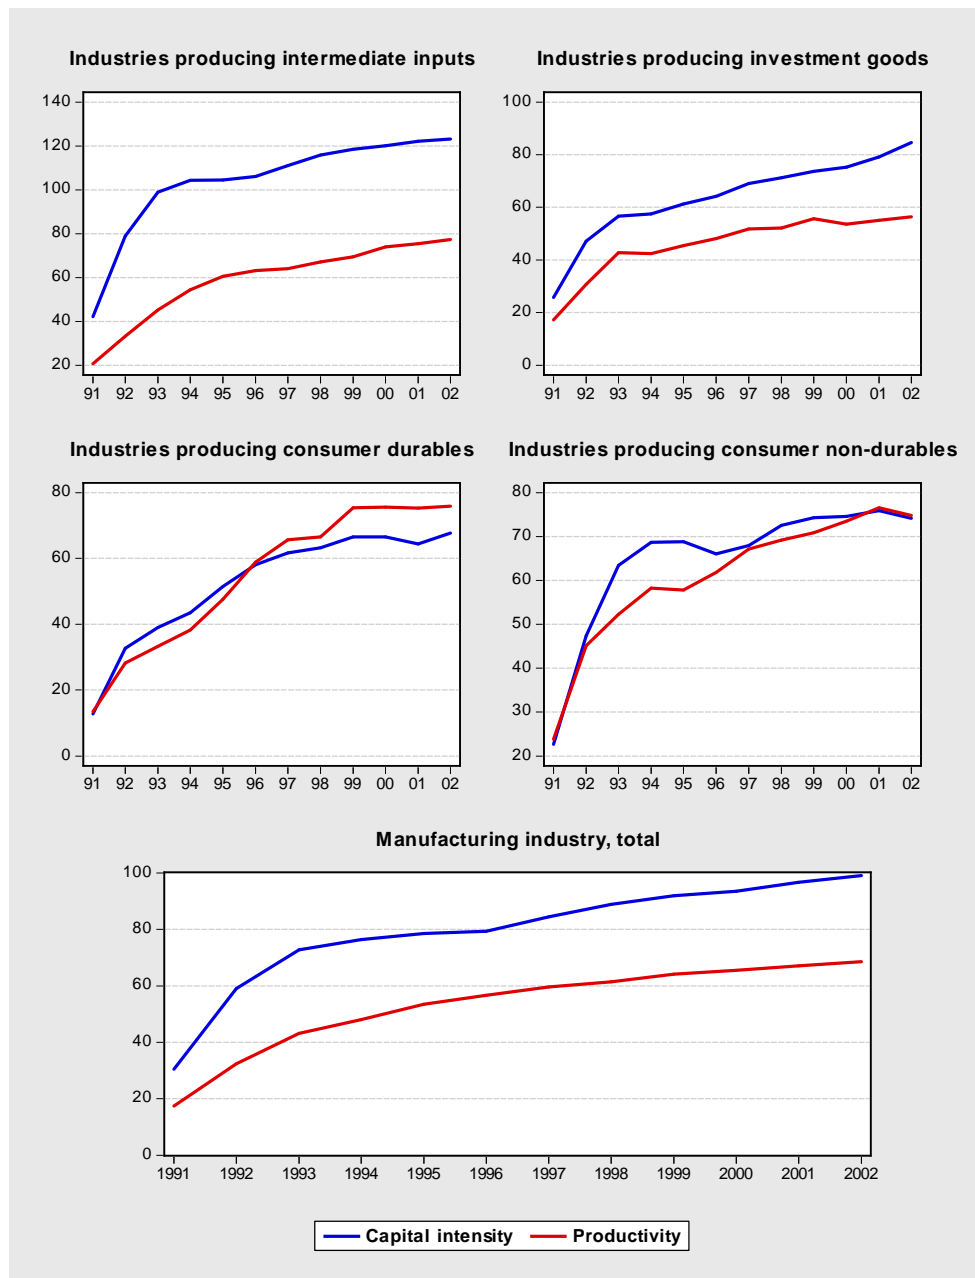 Industries producing intermediate inputs
140
120
100
80
60
40
20
91 92 93 94 95 96 97 98 99 00 01 02
Industries producing investment goods
100
80
60
40
20
0
91 92 93 94 95 96 97 98 99 00 01 02
Industries producing consumer durables
80
60
40
20
0
91 92 93 94 95 96 97 98 99 00 01 02
Industries producing consumer non-durables
80
70
60
50
40
30
20
91 92 93 94 95 96 97 98 99 00 01 02
Manufacturing industry, total
100
80
60
40
20
0
1991 1992 1993 1994 1995 1996 1997 1998 1999 2000 2001 2002
Capital intensity Productivity